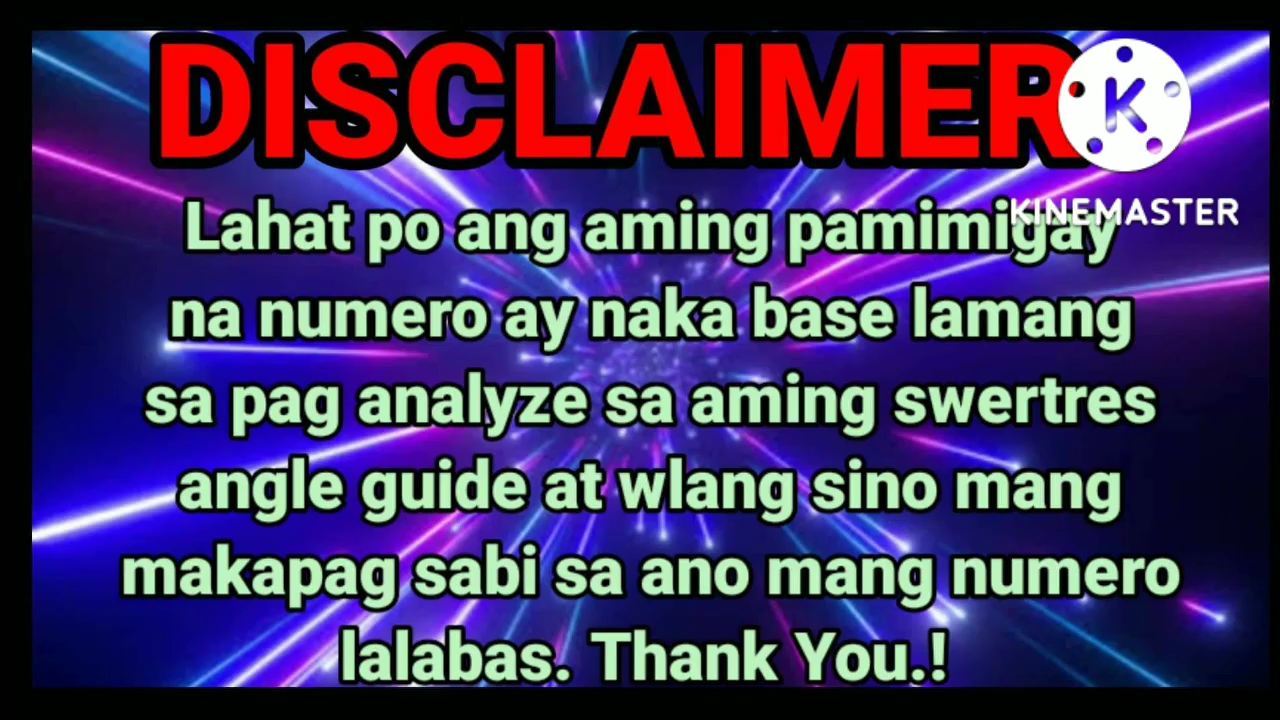 DISCLAIMER
K
KINEMASTER
Lahat po ang aming pamimigay
na numero ay naka base lamang
sa pag analyze sa aming swertres
angle guide at wlang sino mang
makapag sabi sa ano mang numero
lalabas. Thank You.!